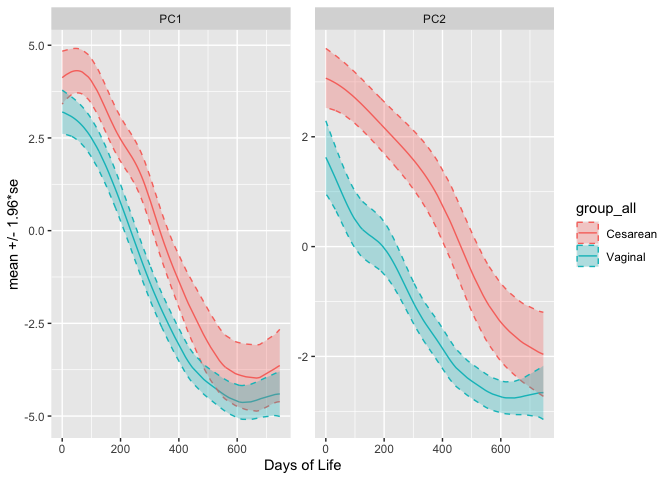 PC1
PC2
mean +/- 1.96*se
5.0
2.5
0.0
-2.5
-5.0
2
0
-2
0
200
400
600
0
200
400
600
Days of Life
group_all
Cesarean
Vaginal